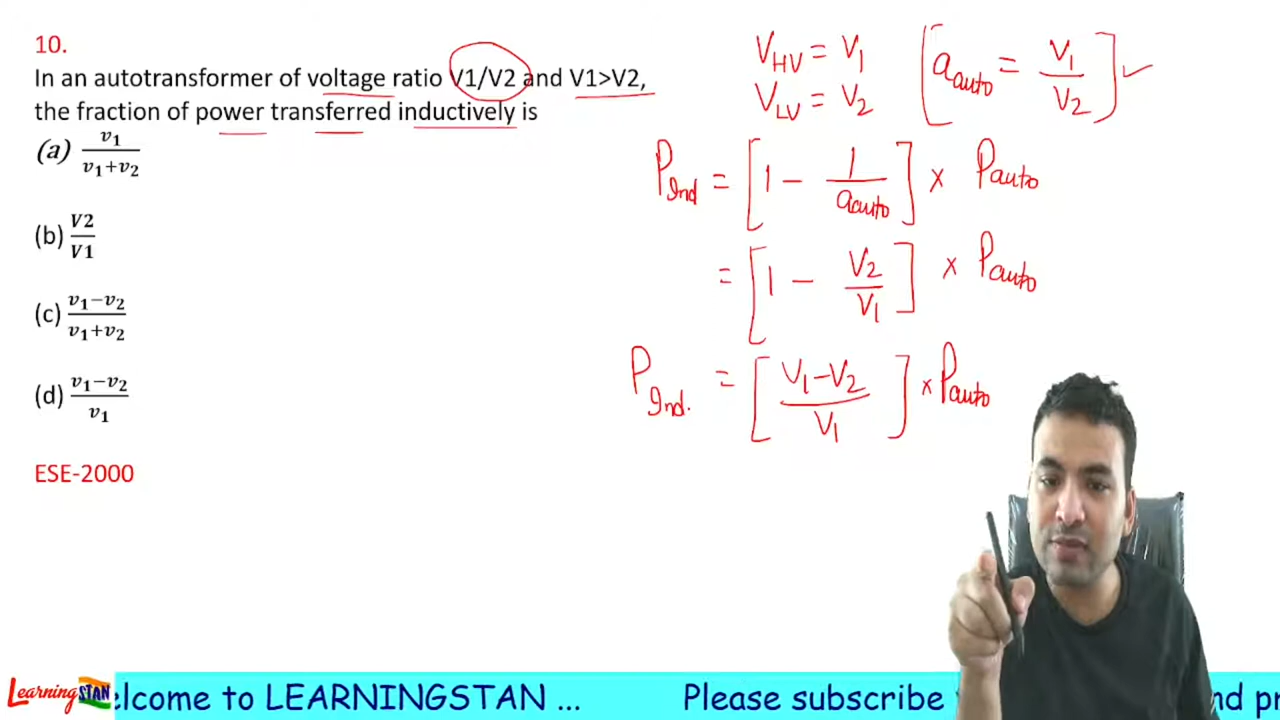 10.
In an autotransformer of voltage ratio V1/V2 and V1>V2,
the fraction of power transferred inductively is
(a) v₁/(v₁+v₂)
(b) V2/V1
(c) (v₁−v₂)/(v₁+v₂)
(d) (v₁−v₂)/v₁
ESE-2000
V_HV = V₁ [a_auto = V₁/V₂] ✓
V_LV = V₂
P_Ind = [1 − 1/a_auto] × P_auto
= [1 − V₂/V₁] × P_auto
P_Ind. = [(V₁−V₂)/V₁] × P_auto
Learning STAN
elcome to LEARNINGSTAN ... Please subscribe
nd pr